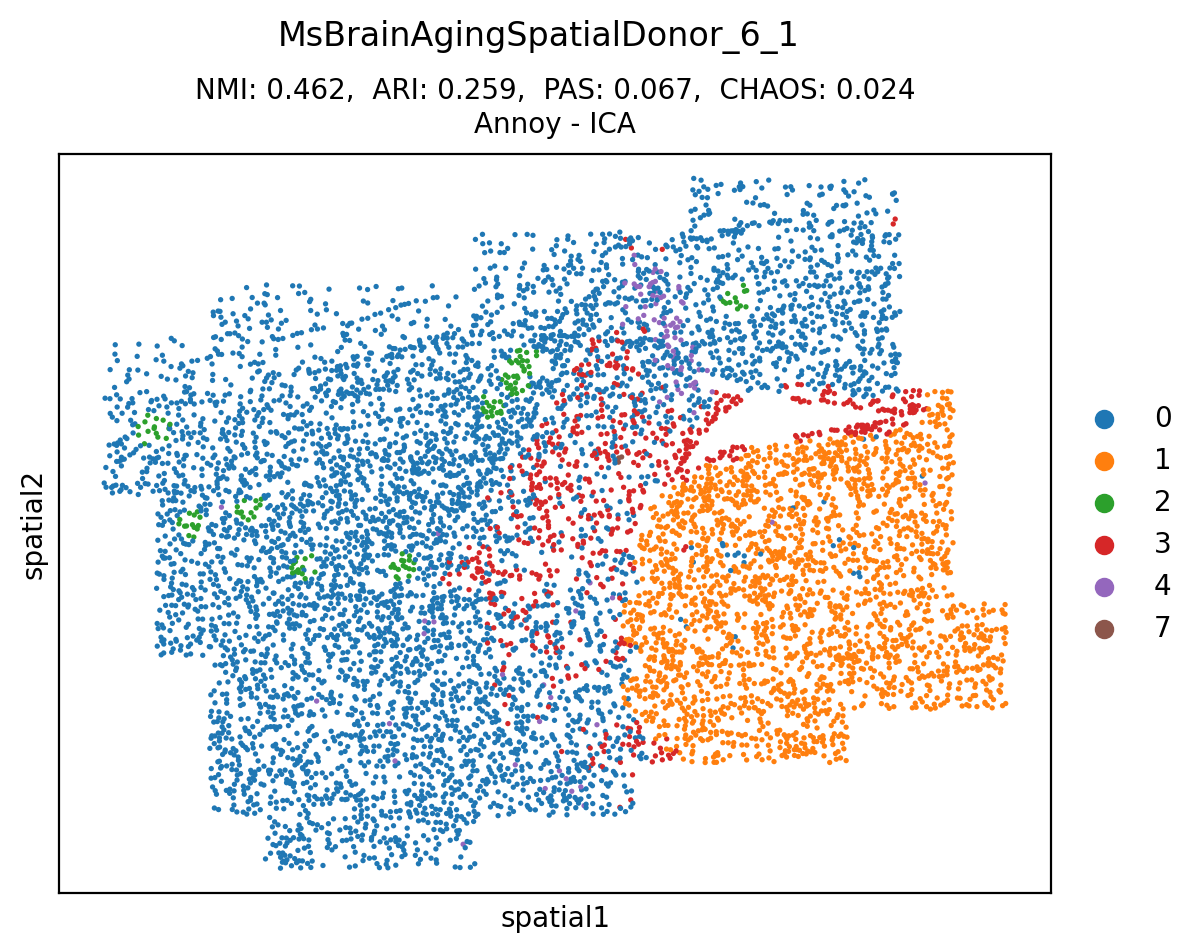 MsBrainAgingSpatialDonor_6_1
NMI: 0.462,  ARI: 0.259,  PAS: 0.067,  CHAOS: 0.024
Annoy - ICA
spatial2
0
1
2
3
4
7
spatial1